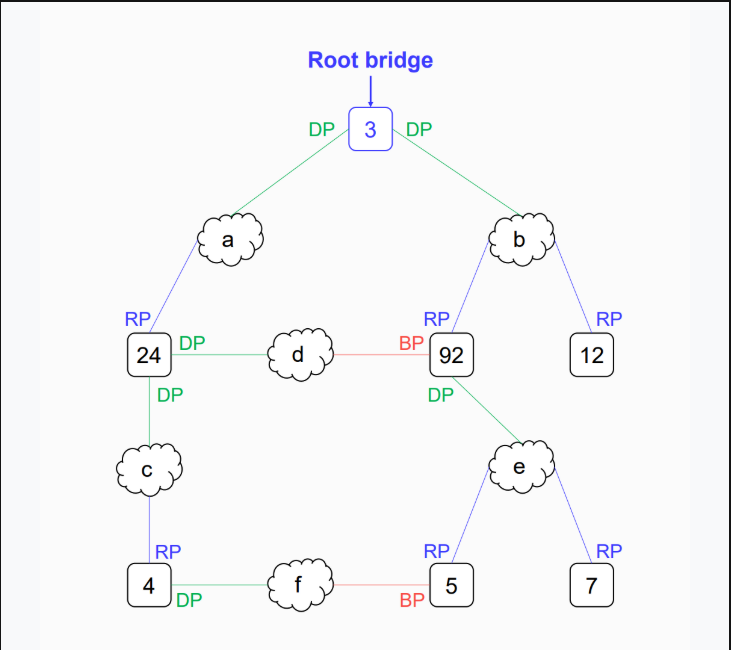 Root bridge
DP 3 DP
a b
RP RP RP
24 DP d BP 92 12
DP DP
c e
RP RP RP
4 f 5 7
DP BP